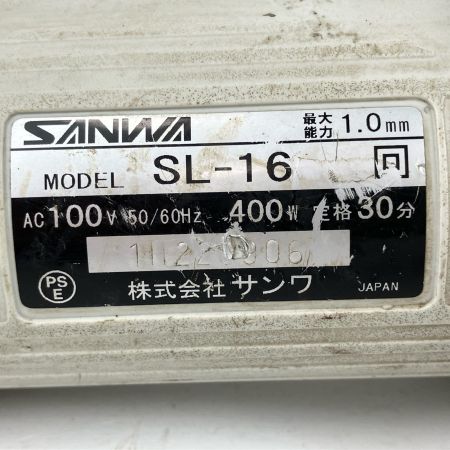 SANWA 最大能力 1.0mm
MODEL SL-16
AC100V 50/60Hz 400W 定格30分
PSE 株式会社 サンワ JAPAN